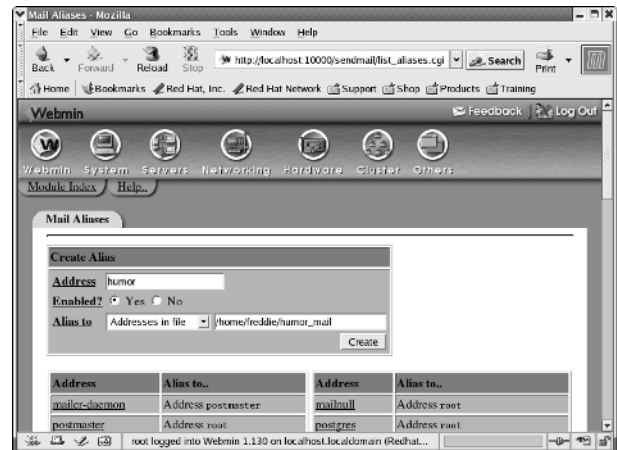 Mail Aliases - Mozilla
File Edit View Go Bookmarks Tools Window Help
Back Forward Reload Stop http://localhost:10000/sendmail/list_aliases.cgi Search Print
Home Bookmarks Red Hat, Inc. Red Hat Network Support Shop Products Training
Webmin Feedback Log Out
Webmin System Servers Networking Hardware Cluster Others
Module Index Help..
Mail Aliases
Create Alias
Address humor
Enabled? Yes No
Alias to Addresses in file /home/freddie/humor_mail
Create
Address Alias to.. Address Alias to..
mailer-daemon Address postmaster mailnull Address root
postmaster Address root postgres Address root
root logged into Webmin 1.130 on localhost.localdomain (Redhat...